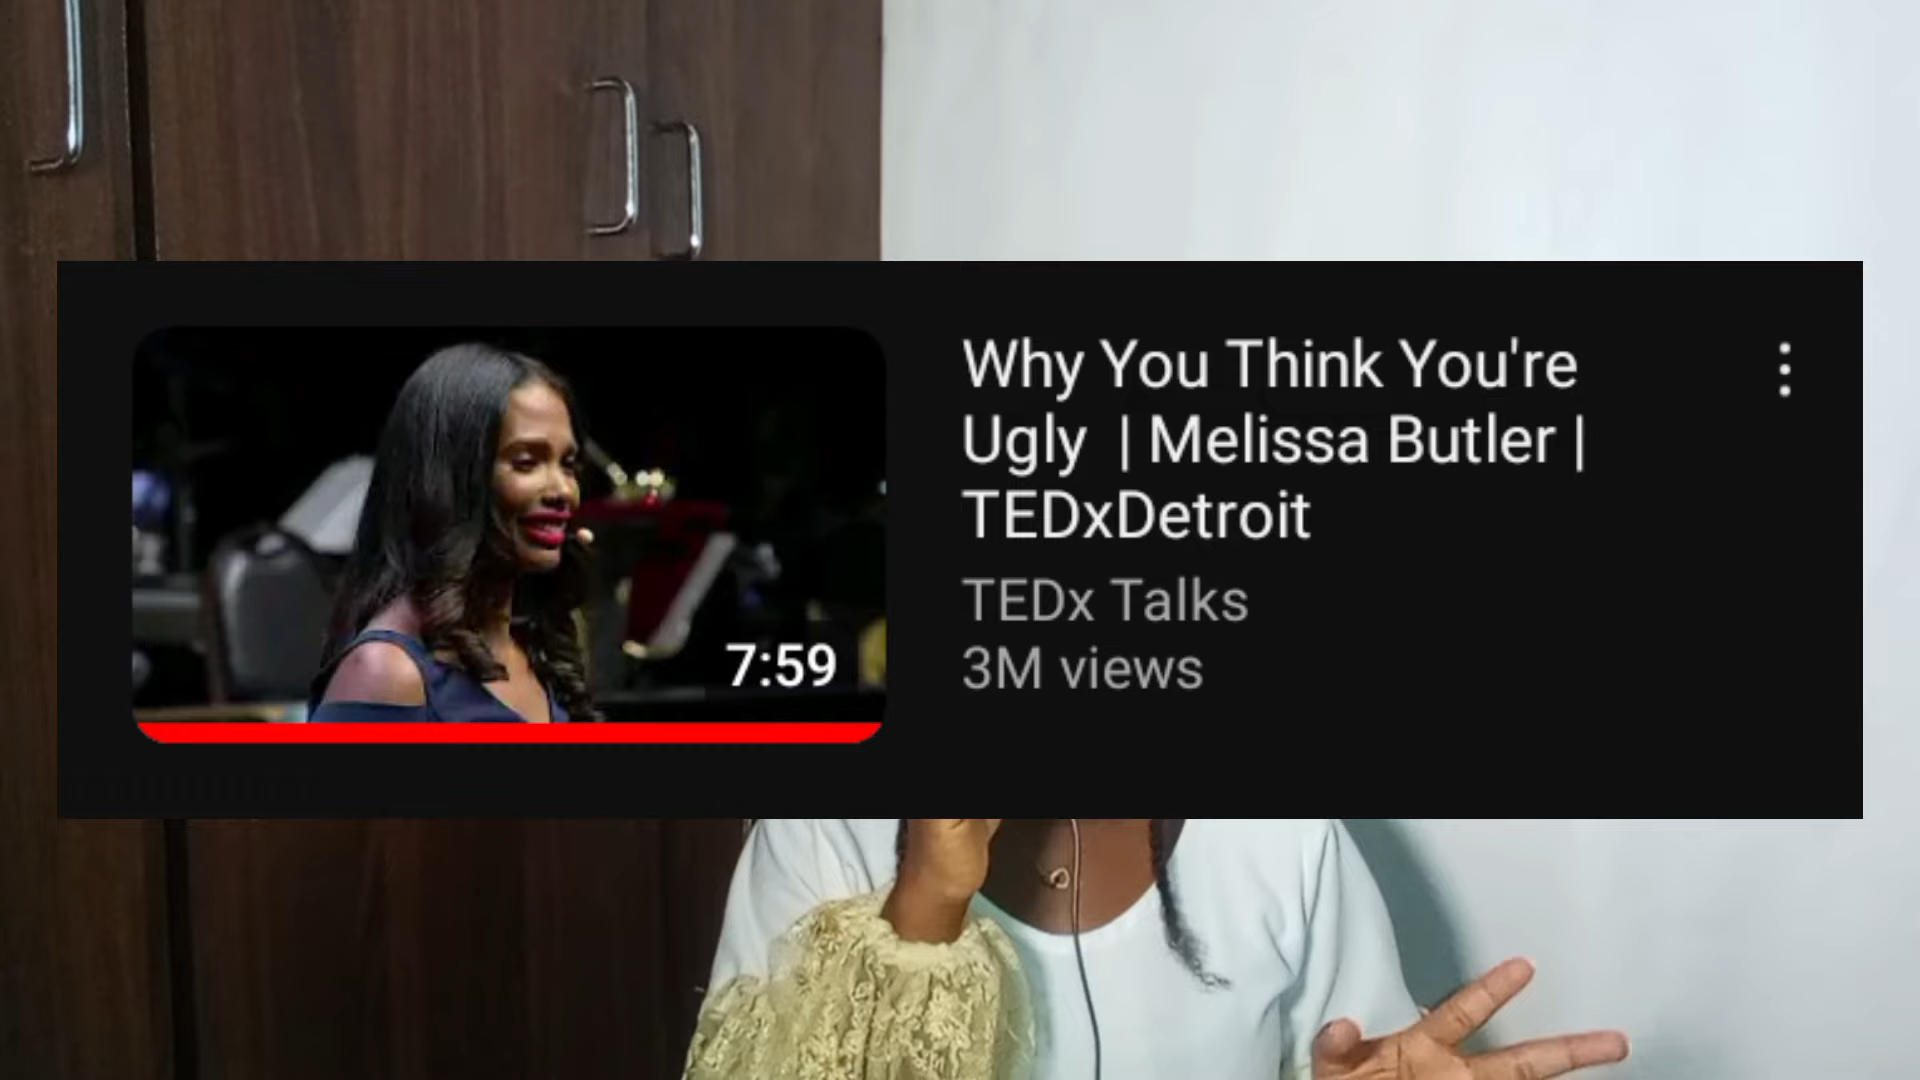 Why You Think You're
Ugly | Melissa Butler |
TEDxDetroit
TEDx Talks
3M views
7:59